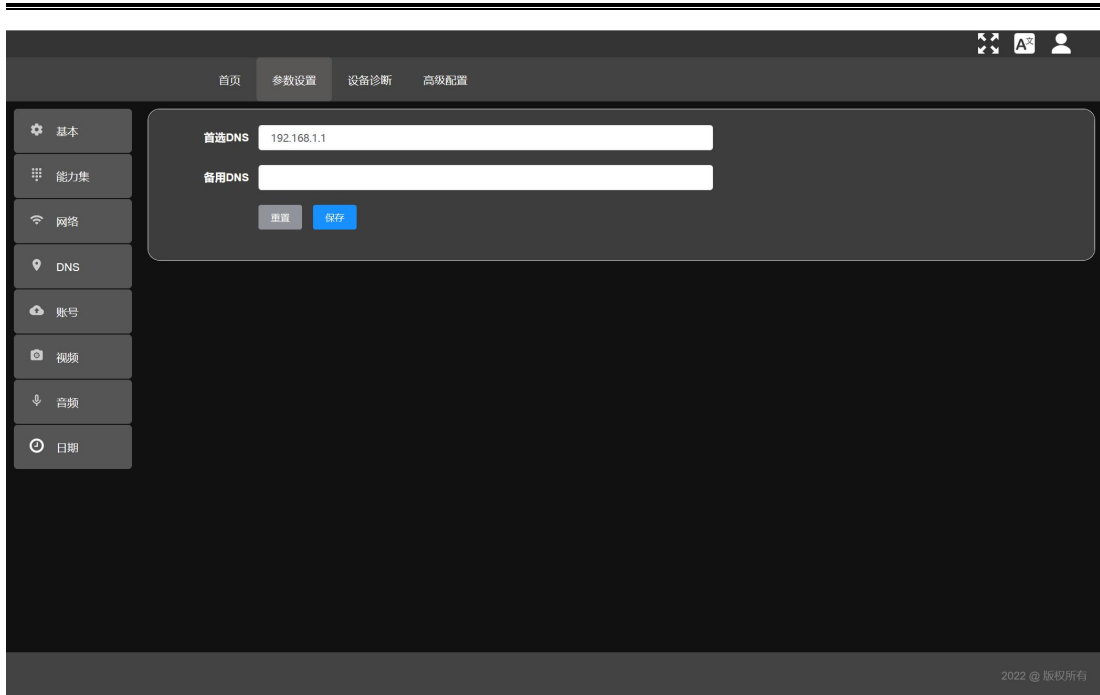 A文
首页 参数设置 设备诊断 高级配置
基本
能力集
网络
DNS
账号
视频
音频
日期
首选DNS 192.168.1.1
备用DNS
重置 保存
2022 @ 版权所有